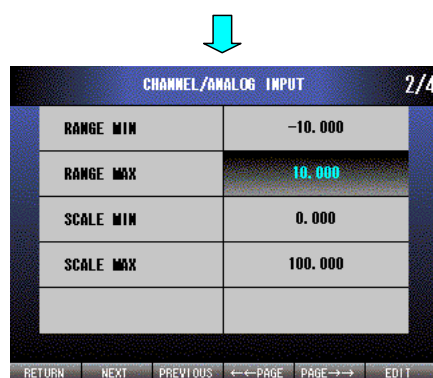 CHANNEL/ANALOG INPUT 2/4
RANGE MIN -10.000
RANGE MAX 10.000
SCALE MIN 0.000
SCALE MAX 100.000
RETURN NEXT PREVIOUS ←←PAGE PAGE→→ EDIT